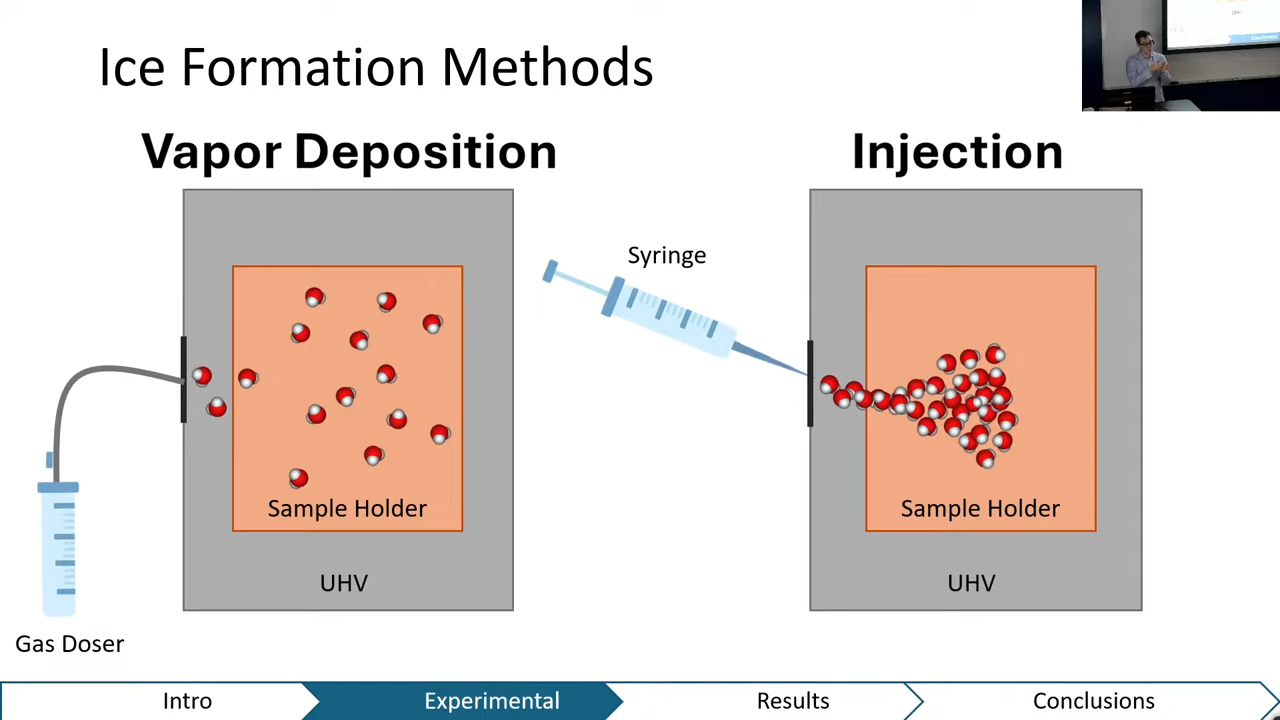 Ice Formation Methods
Vapor Deposition
Injection
Syringe
Sample Holder
Sample Holder
UHV
UHV
Gas Doser
Intro
Experimental
Results
Conclusions